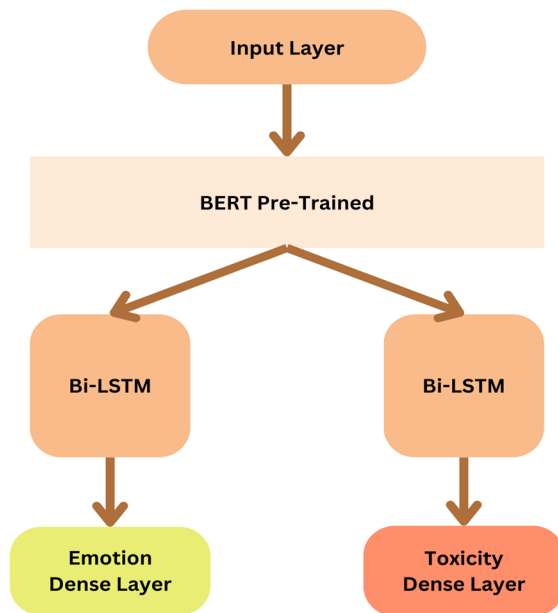 Input Layer
BERT Pre-Trained
Bi-LSTM
Bi-LSTM
Emotion
Dense Layer
Toxicity
Dense Layer